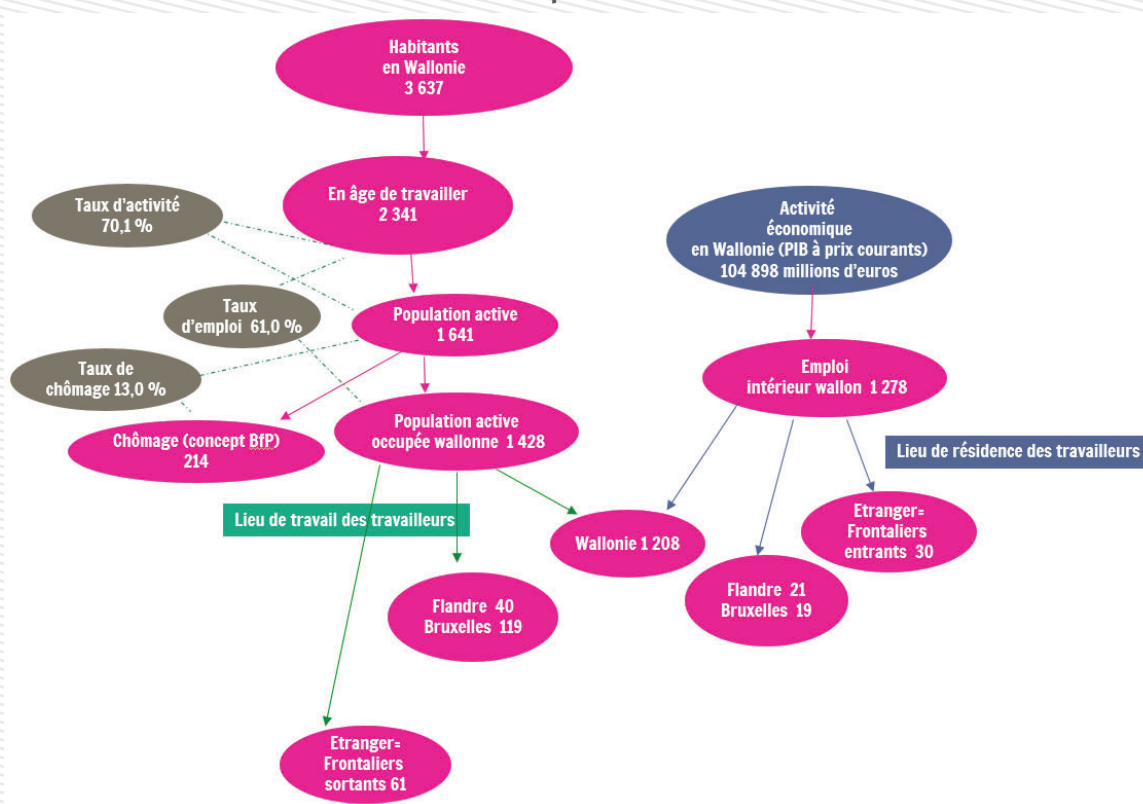 Habitants
en Wallonie
3 637
En âge de travailler
2 341
Taux d'activité
70,1 %
Activité
économique
en Wallonie (PIB à prix courants)
104 898 millions d'euros
Taux
d'emploi 61,0 %
Population active
1 641
Taux de
chômage 13,0 %
Emploi
intérieur wallon 1 278
Chômage (concept BfP)
214
Population active
occupée wallonne 1 428
Lieu de résidence des travailleurs
Lieu de travail des travailleurs
Wallonie 1 208
Etranger=
Frontaliers
entrants 30
Flandre 40
Bruxelles 119
Flandre 21
Bruxelles 19
Etranger=
Frontaliers
sortants 61